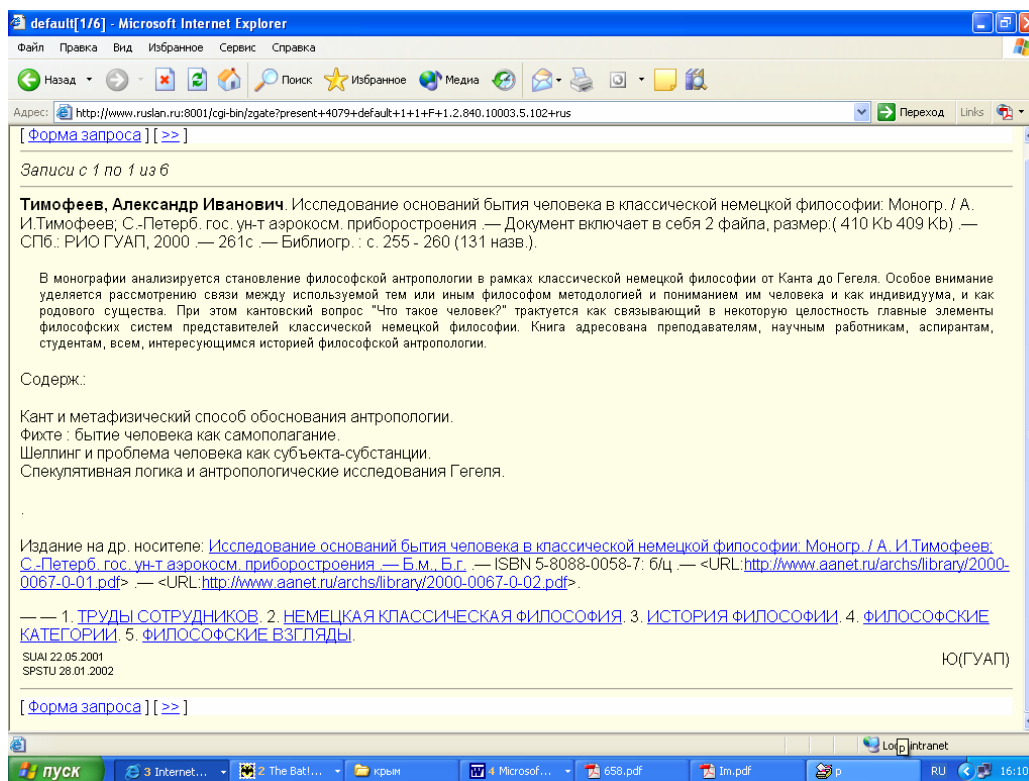 default[1/6] - Microsoft Internet Explorer
Файл Правка Вид Избранное Сервис Справка
Назад Поиск Избранное Медиа
Адрес: http://www.ruslan.ru:8001/cgi-bin/zgate?present+4079+default+1+1+F+1.2.840.10003.5.102+rus Переход Links
[ Форма запроса ] [ >> ]
Записи с 1 по 1 из 6
Тимофеев, Александр Иванович. Исследование оснований бытия человека в классической немецкой философии: Моногр. / А.
И.Тимофеев; С.-Петерб. гос. ун-т аэрокосм. приборостроения .— Документ включает в себя 2 файла, размер:( 410 Kb 409 Kb) .—
СПб.: РИО ГУАП, 2000 .— 261с .— Библиогр. : с. 255 - 260 (131 назв.).
В монографии анализируется становление философской антропологии в рамках классической немецкой философии от Канта до Гегеля. Особое внимание
уделяется рассмотрению связи между используемой тем или иным философом методологией и пониманием им человека и как индивидуума, и как
родового существа. При этом кантовский вопрос "Что такое человек?" трактуется как связывающий в некоторую целостность главные элементы
философских систем представителей классической немецкой философии. Книга адресована преподавателям, научным работникам, аспирантам,
студентам, всем, интересующимся историей философской антропологии.
Содерж.:
Кант и метафизический способ обоснования антропологии.
Фихте : бытие человека как самополагание.
Шеллинг и проблема человека как субъекта-субстанции.
Спекулятивная логика и антропологические исследования Гегеля.
.
Издание на др. носителе: Исследование оснований бытия человека в классической немецкой философии: Моногр. / А. И.Тимофеев;
С.-Петерб. гос. ун-т аэрокосм. приборостроения .— Б.м., Б.г. .— ISBN 5-8088-0058-7: б/ц .— <URL:http://www.aanet.ru/archs/library/2000-
0067-0-01.pdf> .— <URL:http://www.aanet.ru/archs/library/2000-0067-0-02.pdf>.
— — 1. ТРУДЫ СОТРУДНИКОВ. 2. НЕМЕЦКАЯ КЛАССИЧЕСКАЯ ФИЛОСОФИЯ. 3. ИСТОРИЯ ФИЛОСОФИИ. 4. ФИЛОСОФСКИЕ
КАТЕГОРИИ. 5. ФИЛОСОФСКИЕ ВЗГЛЯДЫ.
SUAI 22.05.2001 Ю(ГУАП)
SPSTU 28.01.2002
[ Форма запроса ] [ >> ]
p intranet
пуск 3 Internet... 2 The Bat!... крым 4 Microsof... 658.pdf Im.pdf p RU 16:10